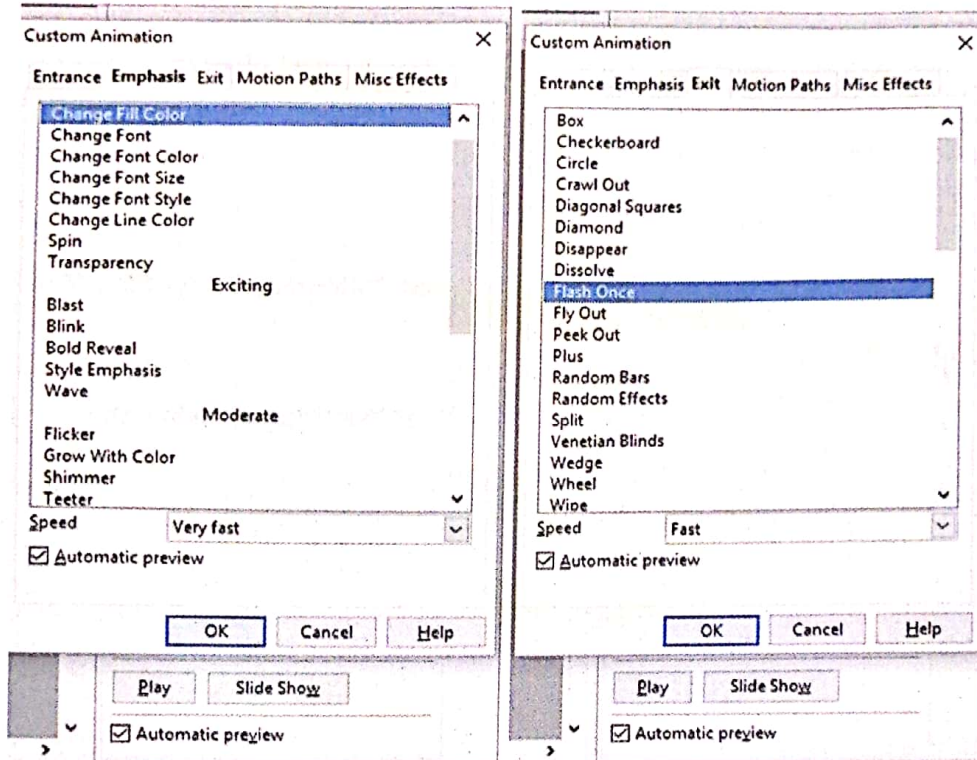 Custom Animation
Entrance Emphasis Exit Motion Paths Misc Effects
Change Fill Color
Change Font
Change Font Color
Change Font Size
Change Font Style
Change Line Color
Spin
Transparency
Exciting
Blast
Blink
Bold Reveal
Style Emphasis
Wave
Moderate
Flicker
Grow With Color
Shimmer
Teeter
Speed Very fast
Automatic preview
OK Cancel Help
Play Slide Show
Automatic preview
Custom Animation
Entrance Emphasis Exit Motion Paths Misc Effects
Box
Checkerboard
Circle
Crawl Out
Diagonal Squares
Diamond
Disappear
Dissolve
Flash Once
Fly Out
Peek Out
Plus
Random Bars
Random Effects
Split
Venetian Blinds
Wedge
Wheel
Wipe
Speed Fast
Automatic preview
OK Cancel Help
Play Slide Show
Automatic preview